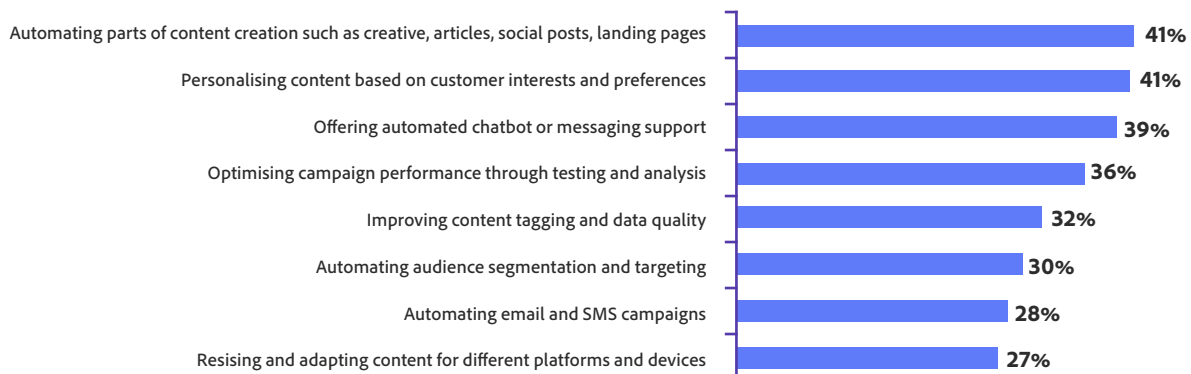 Automating parts of content creation such as creative, articles, social posts, landing pages 41%
Personalising content based on customer interests and preferences 41%
Offering automated chatbot or messaging support 39%
Optimising campaign performance through testing and analysis 36%
Improving content tagging and data quality 32%
Automating audience segmentation and targeting 30%
Automating email and SMS campaigns 28%
Resising and adapting content for different platforms and devices 27%